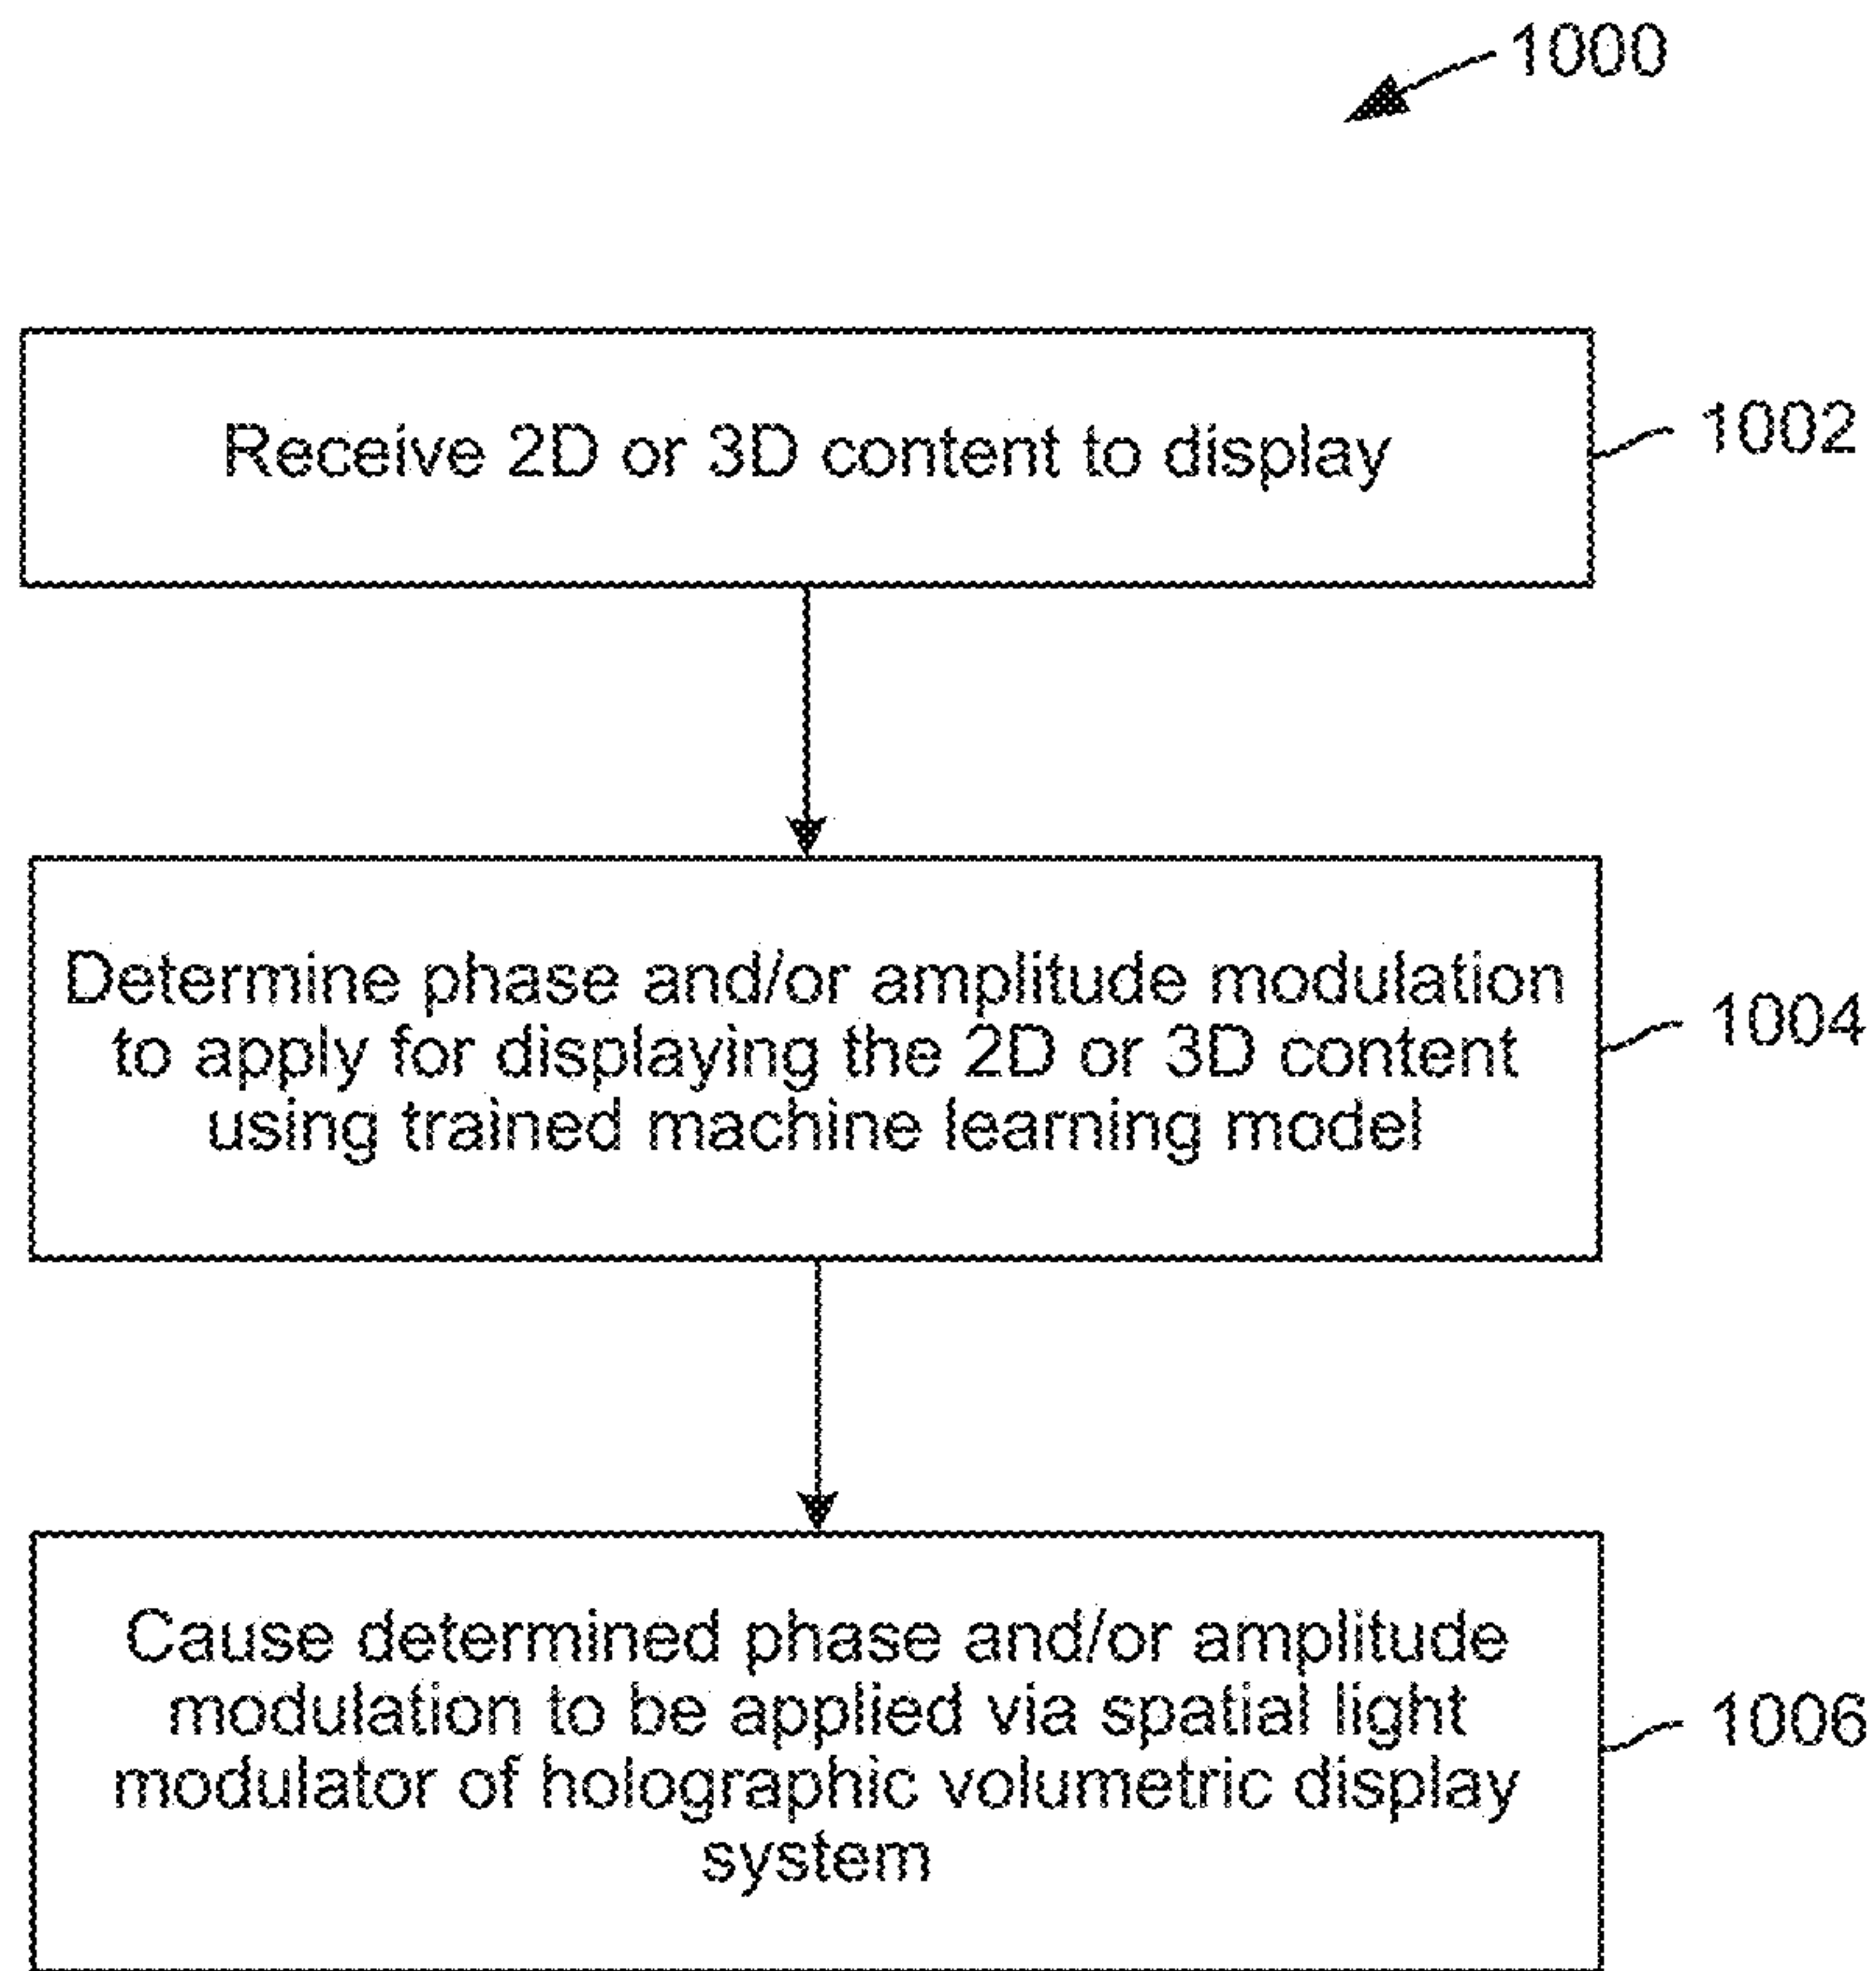 1000
Receive 2D or 3D content to display
1002
Determine phase and/or amplitude modulation
to apply for displaying the 2D or 3D content
using trained machine learning model
1004
Cause determined phase and/or amplitude
modulation to be applied via spatial light
modulator of holographic volumetric display
system
1006